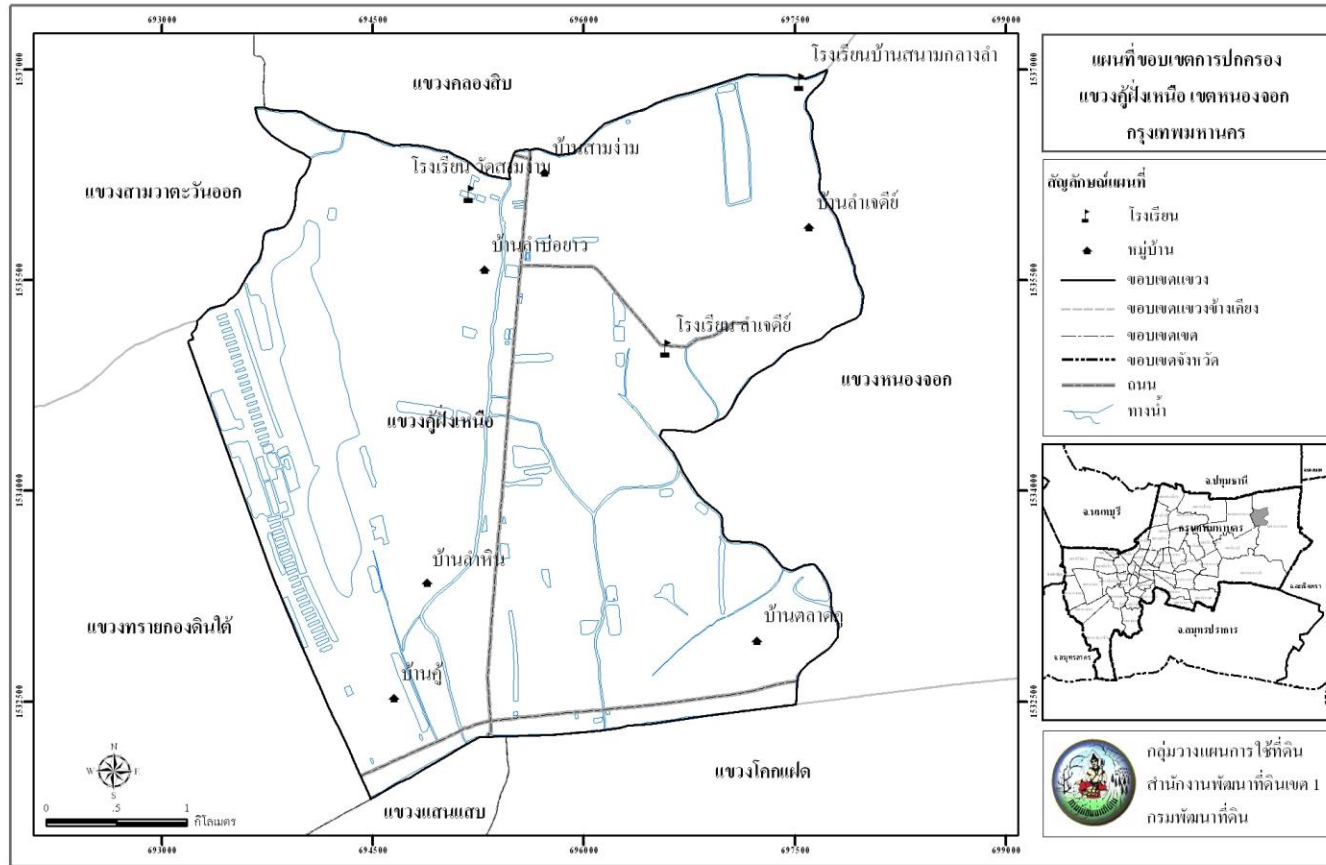 693000 694500 696000 697500 699000
1537000
1535500
1534000
1532500
1537000
1535500
1534000
1532500
693000 694500 696000 697500 699000
โรงเรียนบ้านสนามกลางลำ
แขวงคลองสิบ
บ้านสามง่าม
โรงเรียน วัดสามง่าม
แขวงสามวาตะวันออก
บ้านลำเจดีย์
บ้านลำบ่อยาว
โรงเรียน ลำเจดีย์
แขวงหนองจอก
แขวงคู้ฝั่งเหนือ
บ้านลำหิน
แขวงทรายกองดินใต้
บ้านคู้
แขวงโคกแฝด
แขวงแสนแสบ
N
W E
S
0 .5 1
กิโลเมตร
แผนที่ขอบเขตการปกครอง
แขวงคู้ฝั่งเหนือ เขตหนองจอก
กรุงเทพมหานคร
สัญลักษณ์แผนที่
โรงเรียน
หมู่บ้าน
ขอบเขตแขวง
ขอบเขตแขวงข้างเคียง
ขอบเขตเขต
ขอบเขตจังหวัด
ถนน
ทางน้ำ
จ.ปทุมธานี
จ.นนทบุรี
กรุงเทพมหานคร
จ.ฉะเชิงเทรา
จ.สมุทรปราการ
จ.สมุทรสาคร
กลุ่มวางแผนการใช้ที่ดิน
สำนักงานพัฒนาที่ดินเขต 1
กรมพัฒนาที่ดิน